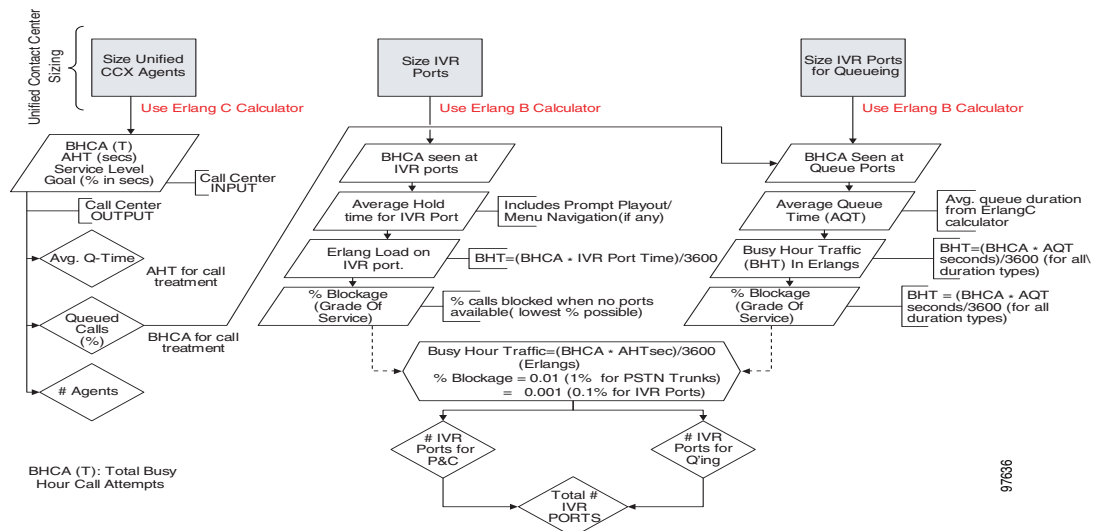 Unified Contact Center
Sizing
Size Unified
CCX Agents
Use Erlang C Calculator
BHCA (T)
AHT (secs)
Service Level
Goal (% in secs)
Call Center
INPUT
Call Center
OUTPUT
Avg. Q-Time
AHT for call
treatment
Queued
Calls (%)
BHCA for call
treatment
# Agents
BHCA (T): Total Busy
Hour Call Attempts
Size IVR
Ports
Use Erlang B Calculator
BHCA seen at
IVR ports
Average Hold
time for IVR Port
Includes Prompt Playout/
Menu Navigation(if any)
Erlang Load on
IVR port.
BHT=(BHCA * IVR Port Time)/3600
% Blockage
(Grade Of
Service)
% calls blocked when no ports
available( lowest % possible)
Size IVR Ports
for Queueing
Use Erlang B Calculator
BHCA Seen at
Queue Ports
Average Queue
Time (AQT)
Avg. queue duration
from ErlangC
calculator
Busy Hour Traffic
(BHT) In Erlangs
BHT=(BHCA * AQT
seconds)/3600 (for all\
duration types)
% Blockage
(Grade Of
Service)
BHT = (BHCA * AQT
seconds/3600 (for all
duration types)
Busy Hour Traffic=(BHCA * AHTsec)/3600
(Erlangs)
% Blockage = 0.01 (1% for PSTN Trunks)
= 0.001 (0.1% for IVR Ports)
# IVR
Ports for
P&C
# IVR
Ports for
Q'ing
Total #
IVR
PORTS
97636